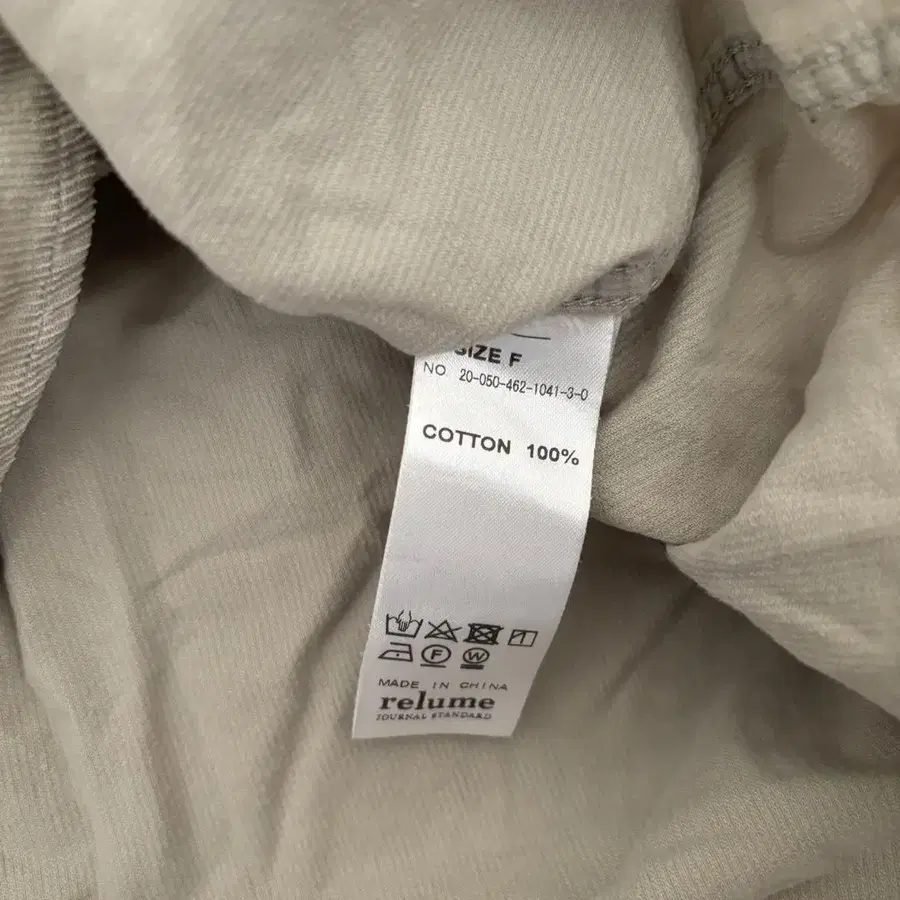 SIZE F
NO 20-050-462-1041-3-0
COTTON 100%
F W
MADE IN CHINA
relume
JOURNAL STANDARD